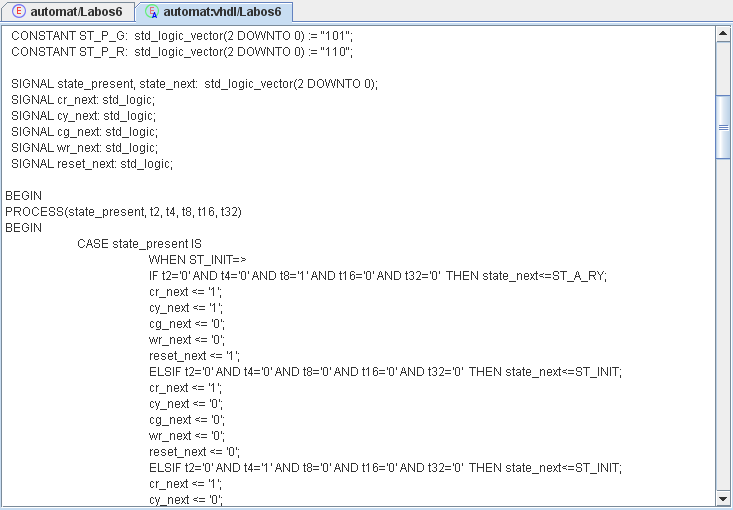 automat/Labos6 automat:vhdl/Labos6
CONSTANT ST_P_G: std_logic_vector(2 DOWNTO 0) := "101";
CONSTANT ST_P_R: std_logic_vector(2 DOWNTO 0) := "110";
SIGNAL state_present, state_next: std_logic_vector(2 DOWNTO 0);
SIGNAL cr_next: std_logic;
SIGNAL cy_next: std_logic;
SIGNAL cg_next: std_logic;
SIGNAL wr_next: std_logic;
SIGNAL reset_next: std_logic;
BEGIN
PROCESS(state_present, t2, t4, t8, t16, t32)
BEGIN
CASE state_present IS
WHEN ST_INIT=>
IF t2='0' AND t4='0' AND t8='1' AND t16='0' AND t32='0' THEN state_next<=ST_A_RY;
cr_next <= '1';
cy_next <= '1';
cg_next <= '0';
wr_next <= '0';
reset_next <= '1';
ELSIF t2='0' AND t4='0' AND t8='0' AND t16='0' AND t32='0' THEN state_next<=ST_INIT;
cr_next <= '1';
cy_next <= '0';
cg_next <= '0';
wr_next <= '0';
reset_next <= '0';
ELSIF t2='0' AND t4='1' AND t8='0' AND t16='0' AND t32='0' THEN state_next<=ST_INIT;
cr_next <= '1';
cy_next <= '0';